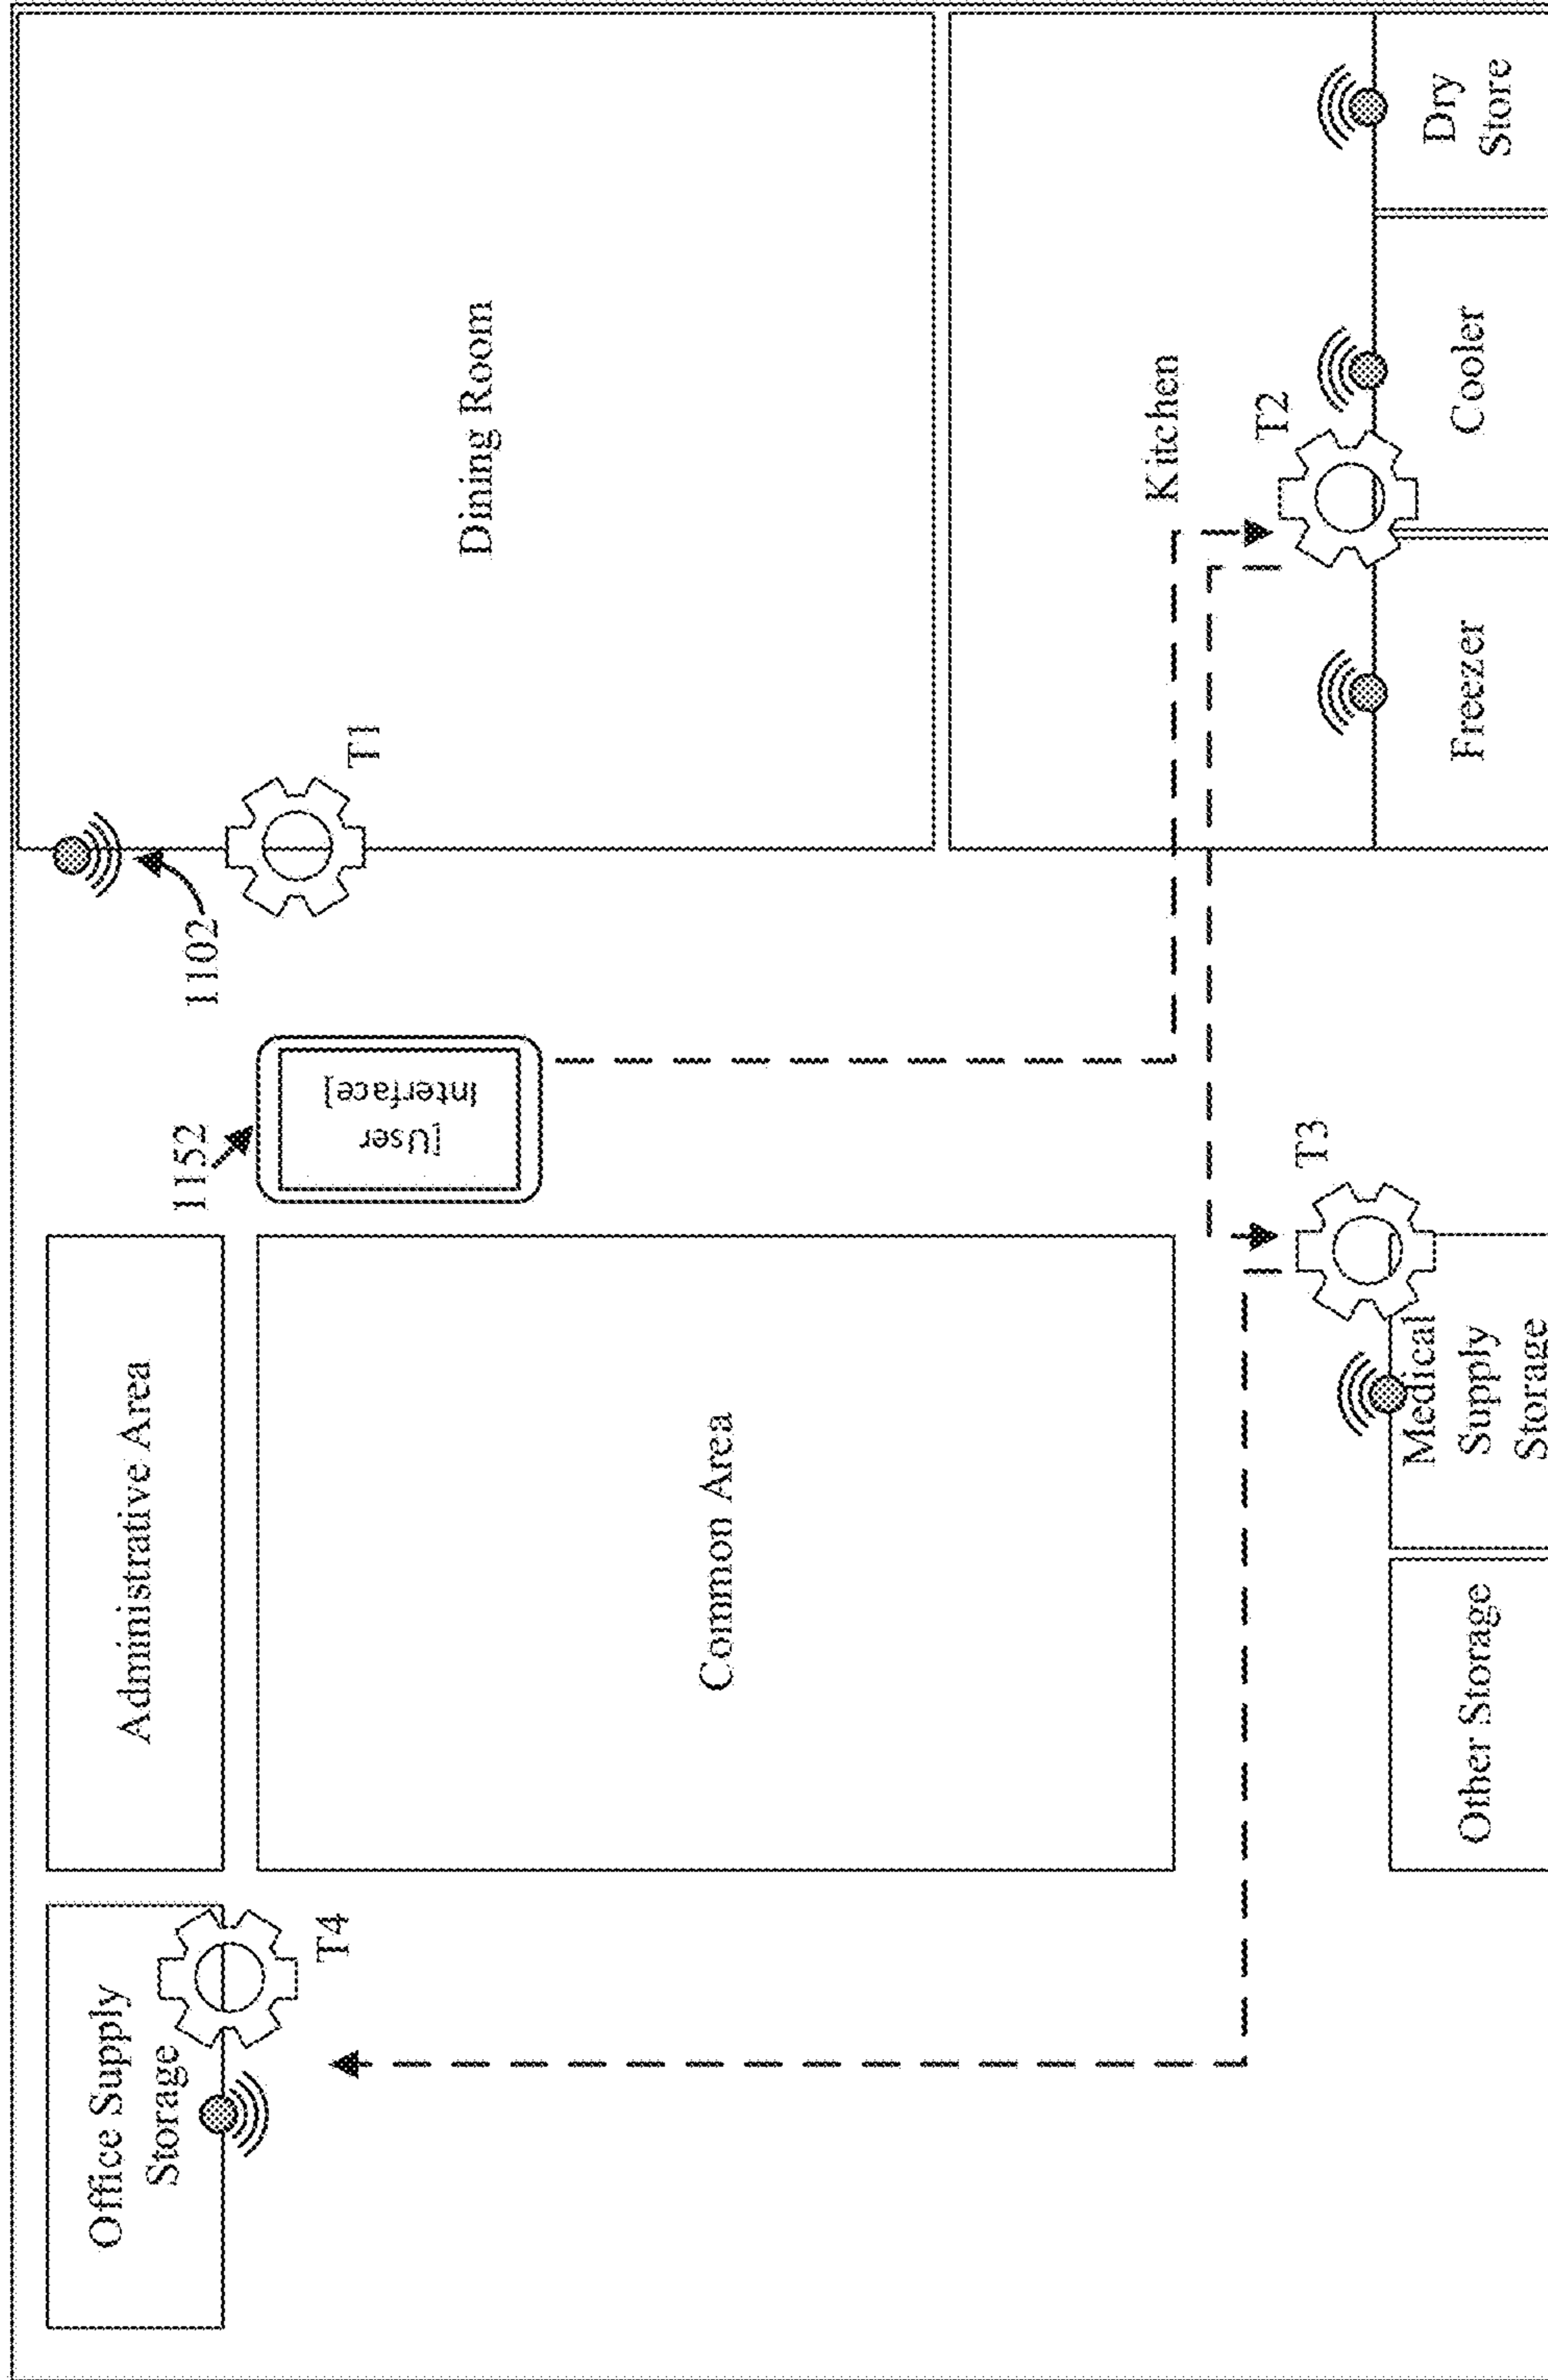 Office Supply
Storage
T4
Administrative Area
Common Area
1152
[User
Interface]
1102
T1
Dining Room
Other Storage
Medical
Supply
Storage
T3
Kitchen
T2
Freezer
Cooler
Dry
Store